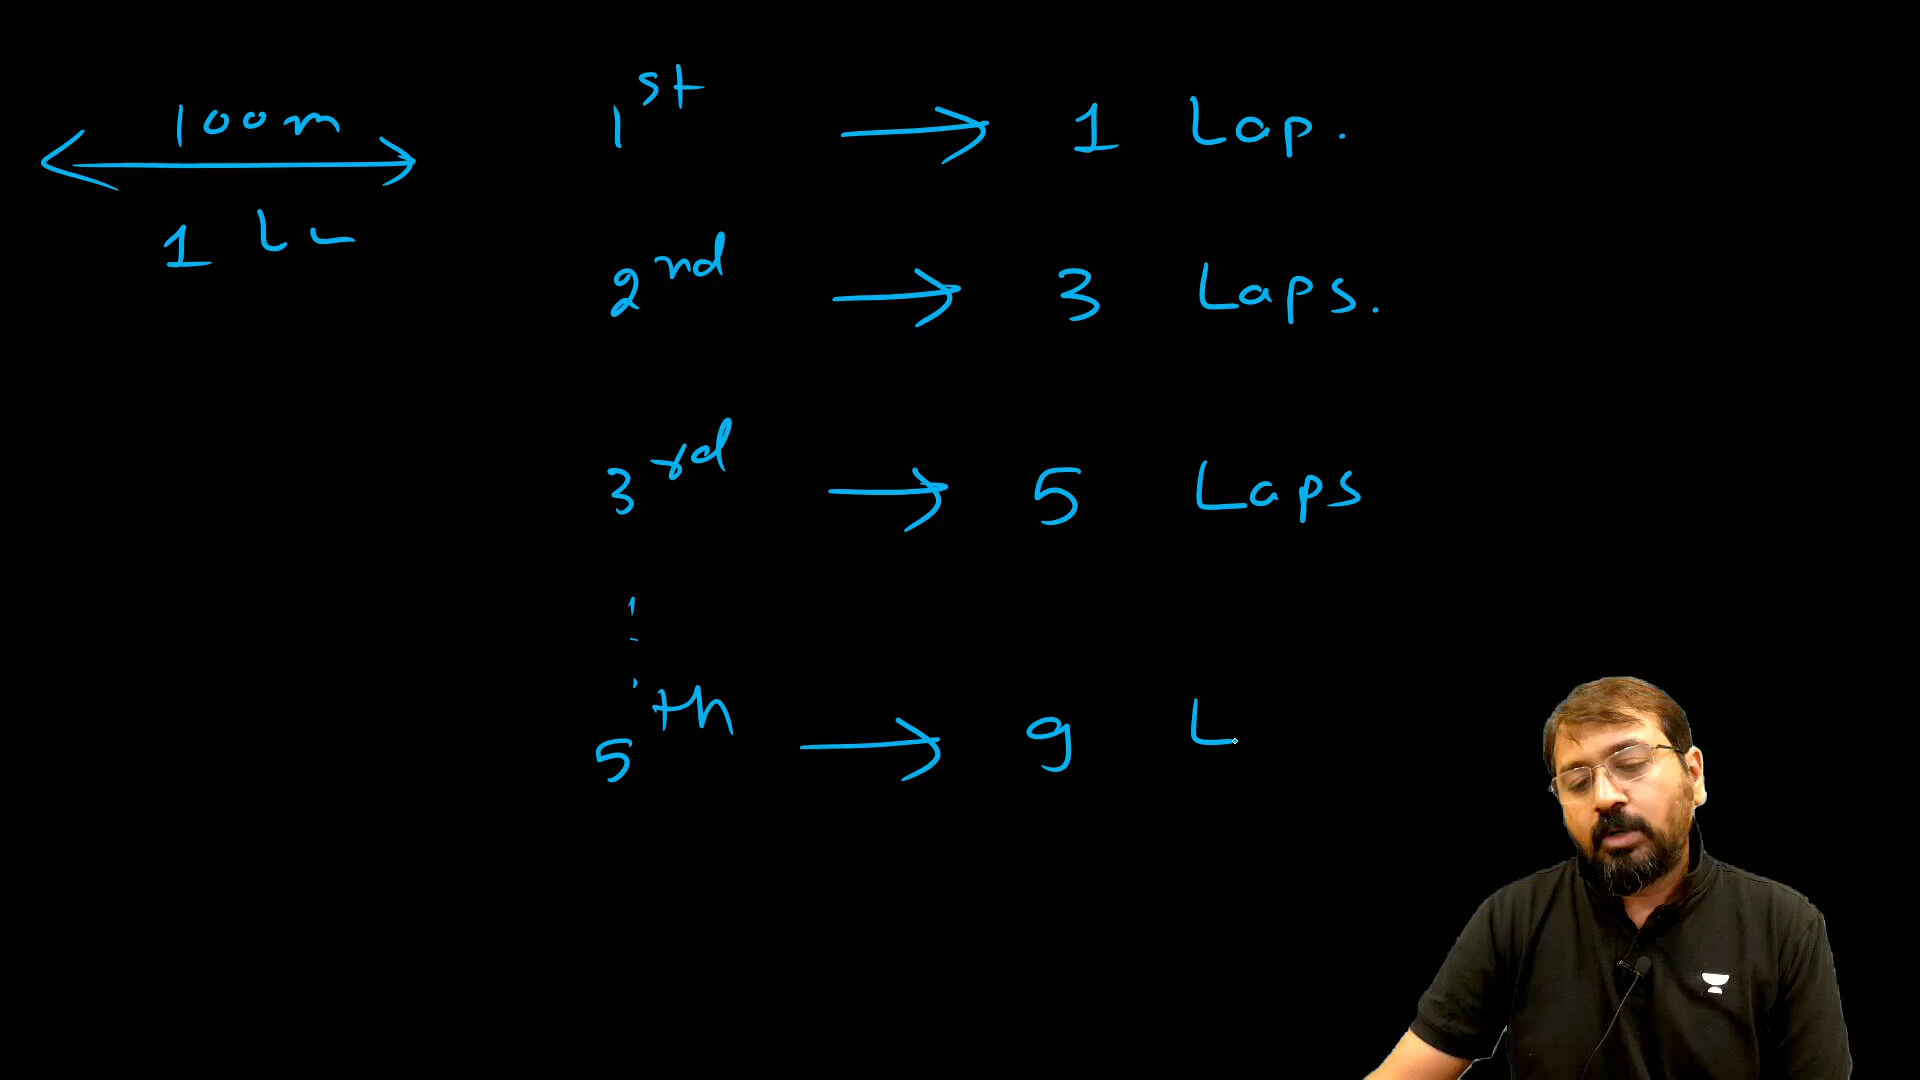 100m
1 L
1st → 1 Lap.
2nd → 3 Laps.
3rd → 5 Laps
5th → 9 L